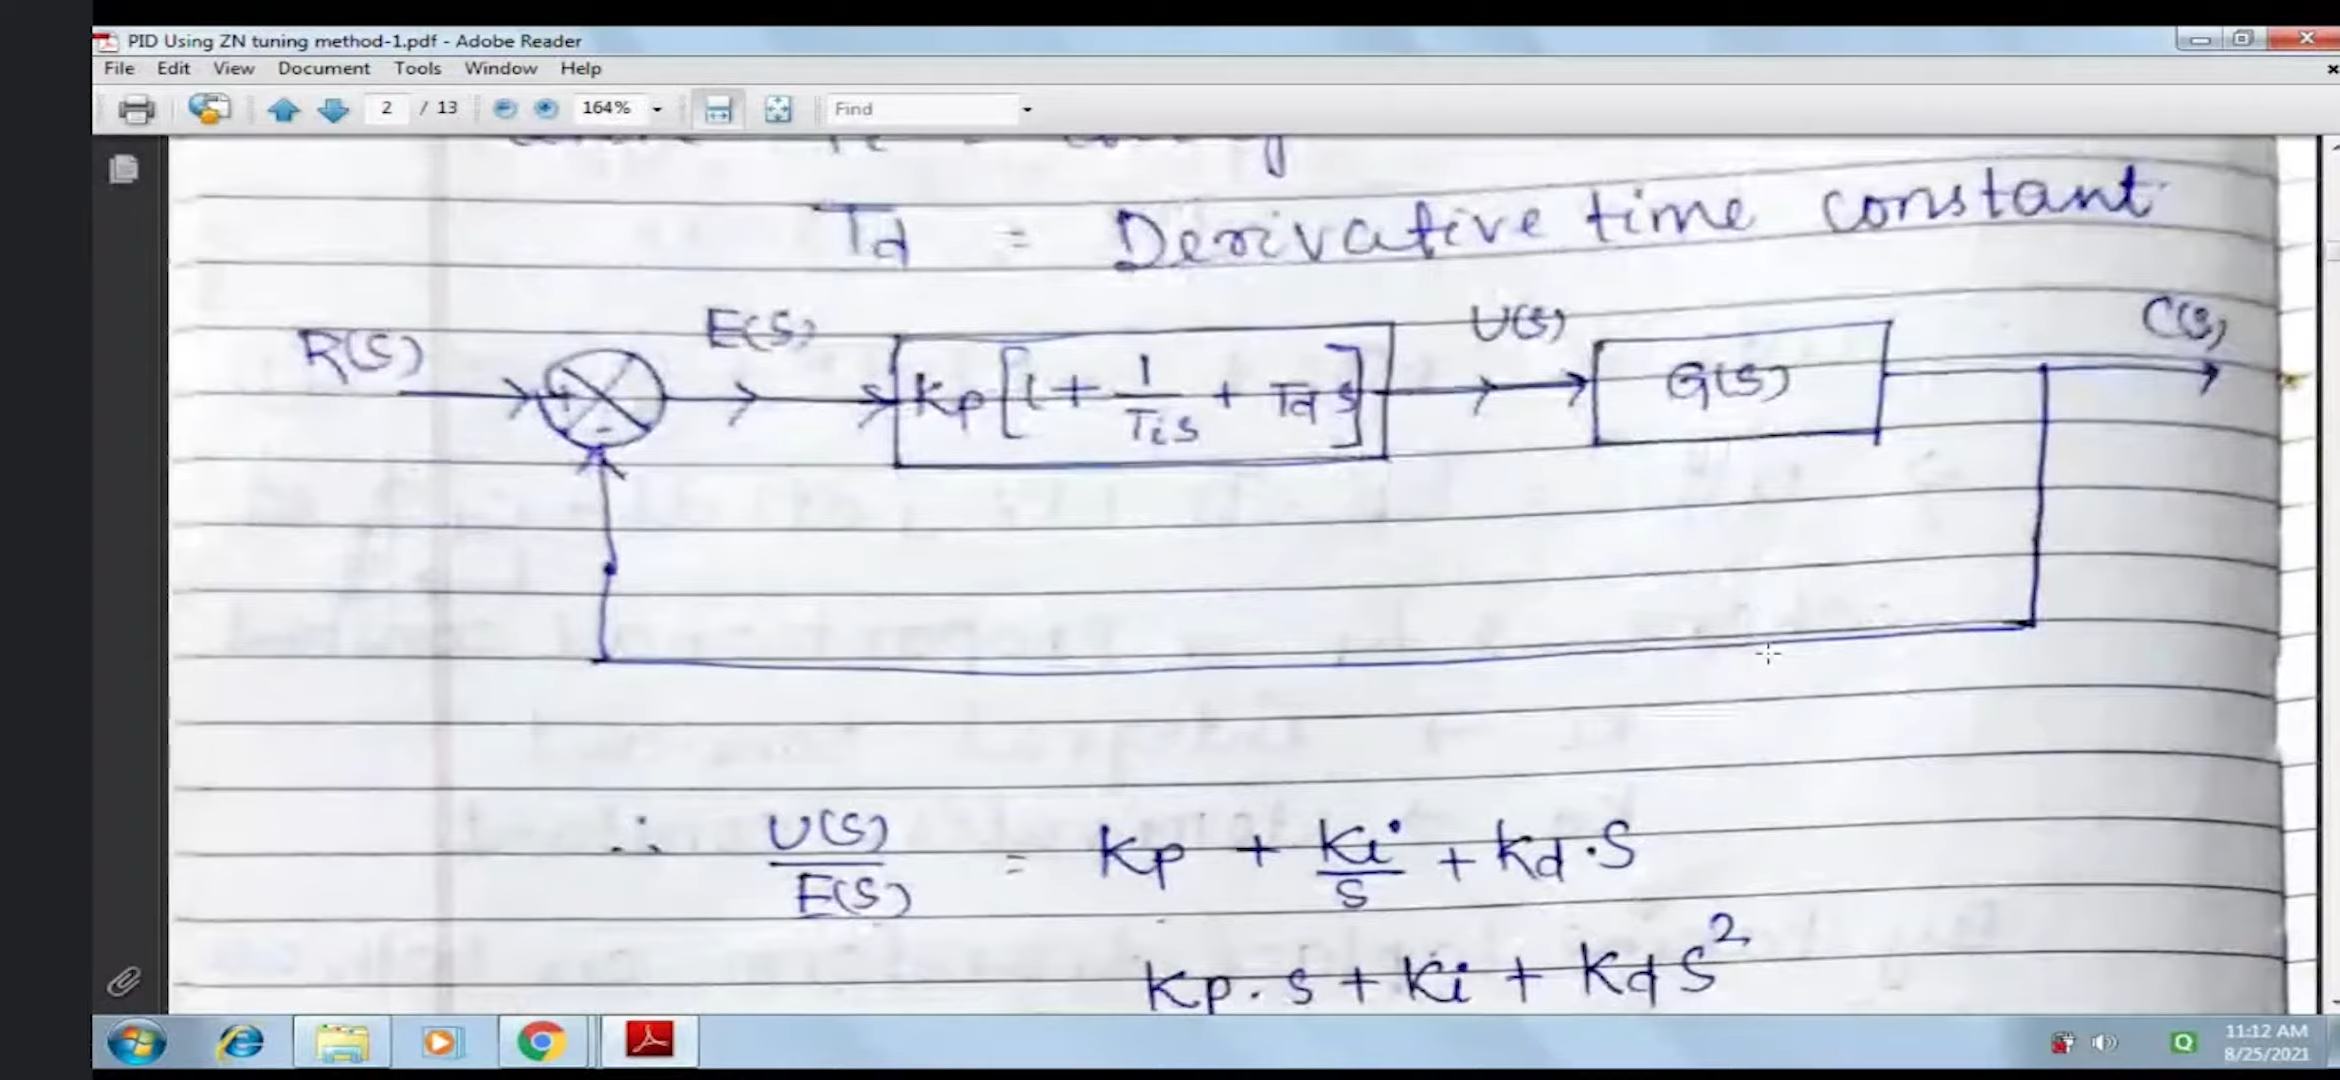 PID Using ZN tuning method-1.pdf - Adobe Reader
File Edit View Document Tools Window Help
2 / 13 164% Find
Td = Derivative time constant
R(S) E(S) Kp[1 + 1/TiS + Td S] U(S) G(S) C(S)
+
-
∴ U(S)/E(S) = Kp + Ki/S + Kd·S
Kp·S + Ki + Kd S²
11:12 AM
8/25/2021